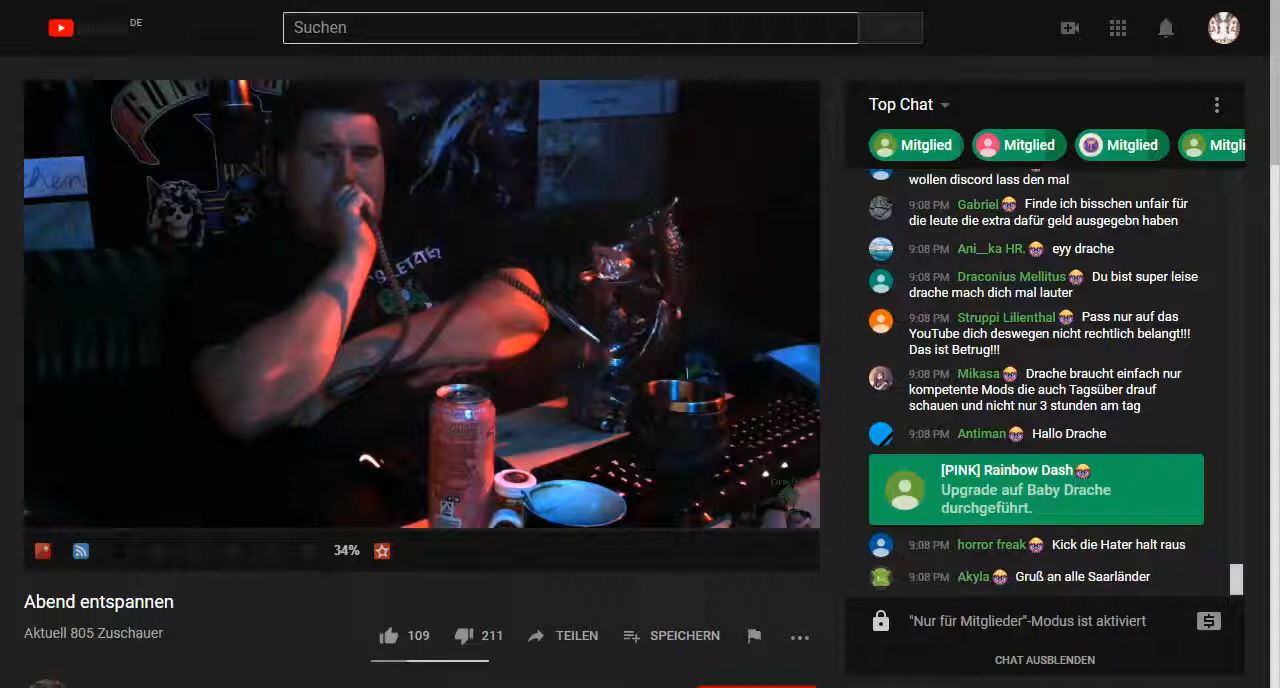 DE
Suchen
GUNS
chem
LETZTER
34%
Abend entspannen
Aktuell 805 Zuschauer
109
211
TEILEN
SPEICHERN
Top Chat
Mitglied
Mitglied
Mitglied
Mitgli
wollen discord lass den mal
9:08 PM Gabriel Finde ich bisschen unfair für
die leute die extra dafür geld ausgegebn haben
9:08 PM Ani__ka HR. eyy drache
9:08 PM Draconius Mellitus Du bist super leise
drache mach dich mal lauter
9:08 PM Struppi Lilienthal Pass nur auf das
YouTube dich deswegen nicht rechtlich belangt!!!
Das ist Betrug!!!
9:08 PM Mikasa Drache braucht einfach nur
kompetente Mods die auch Tagsüber drauf
schauen und nicht nur 3 stunden am tag
9:08 PM Antiman Hallo Drache
[PINK] Rainbow Dash
Upgrade auf Baby Drache
durchgeführt.
9:08 PM horror freak Kick die Hater halt raus
9:08 PM Akyla Gruß an alle Saarländer
"Nur für Mitglieder"-Modus ist aktiviert
CHAT AUSBLENDEN